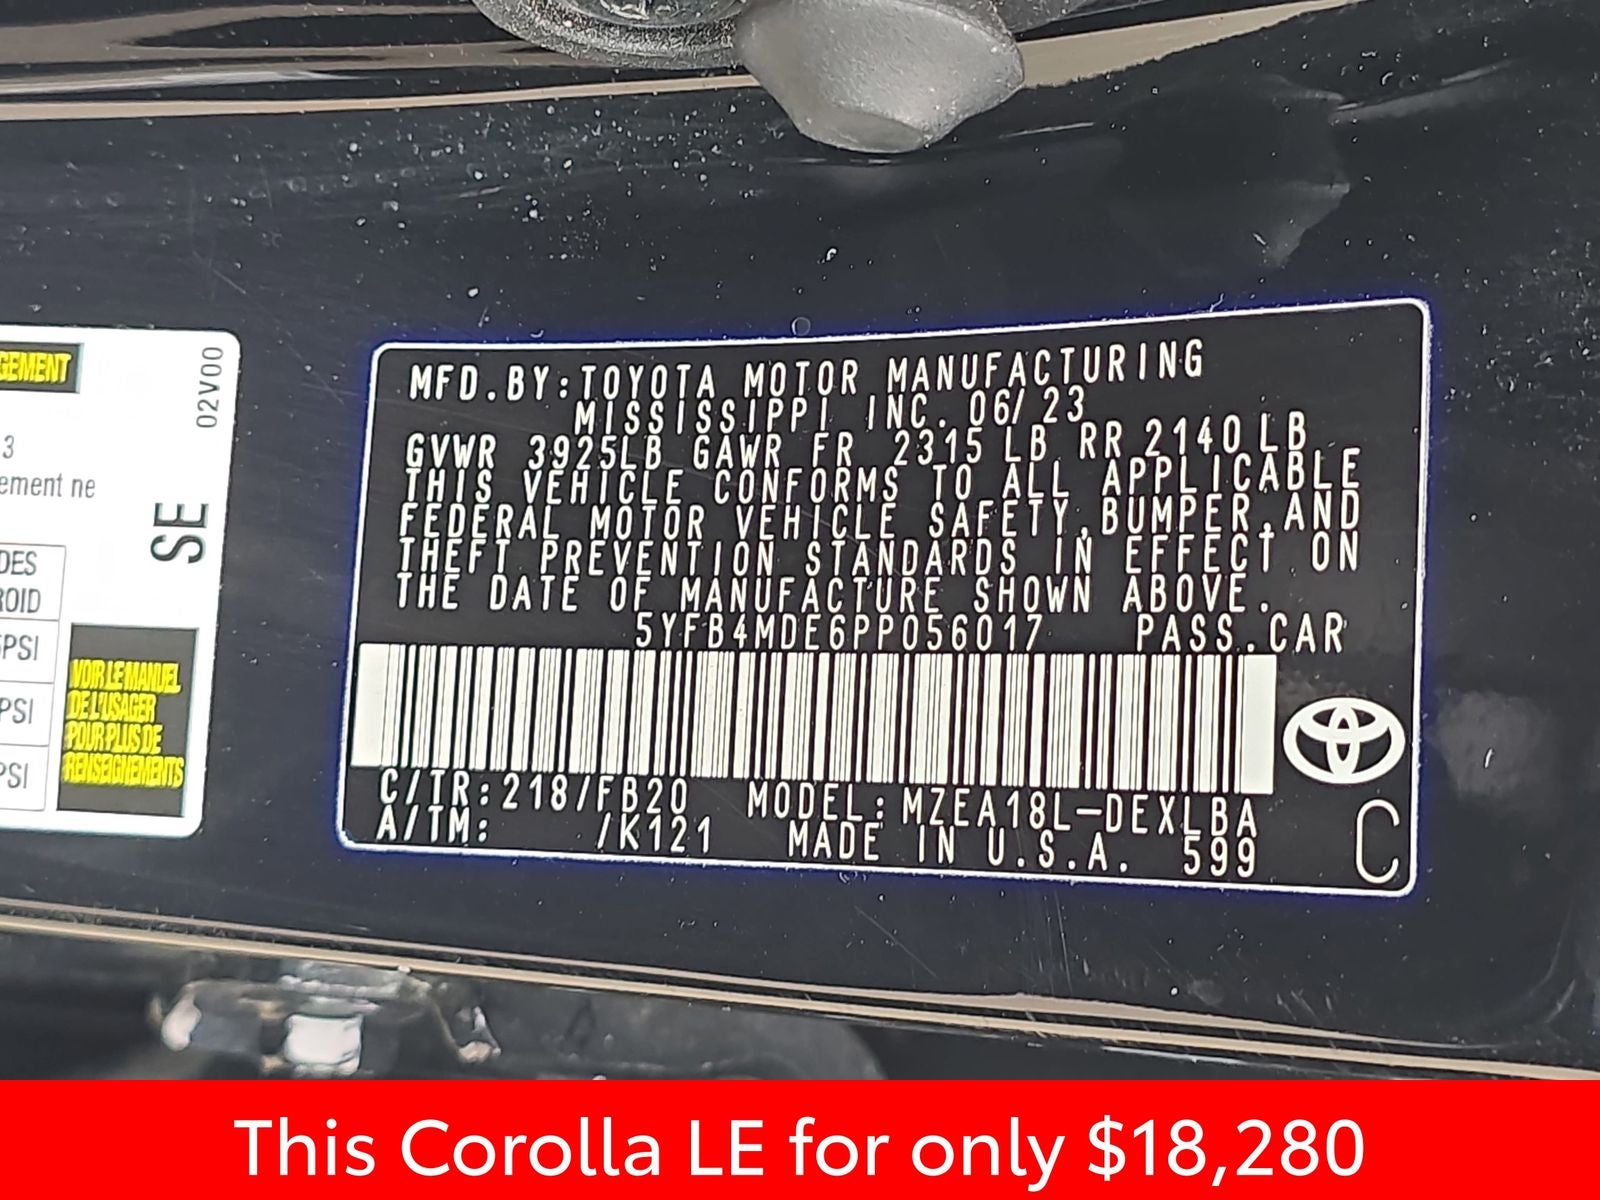 GEMENT
3
ement ne
DES
ROID
PSI
PSI
PSI
02V00
SE
VOIR LE MANUEL
DE L'USAGER
POUR PLUS DE
RENSEIGNEMENTS
MFD.BY:TOYOTA MOTOR MANUFACTURING
MISSISSIPPI INC. 06/23
GVWR 3925LB GAWR FR 2315 LB RR 2140 LB
THIS VEHICLE CONFORMS TO ALL APPLICABLE
FEDERAL MOTOR VEHICLE SAFETY,BUMPER,AND
THEFT PREVENTION STANDARDS IN EFFECT ON
THE DATE OF MANUFACTURE SHOWN ABOVE.
5YFB4MDE6PP056017 PASS.CAR
C/TR:218/FB20 MODEL:MZEA18L-DEXLBA
A/TM: /K121 MADE IN U.S.A. 599
C
This Corolla LE for only $18,280